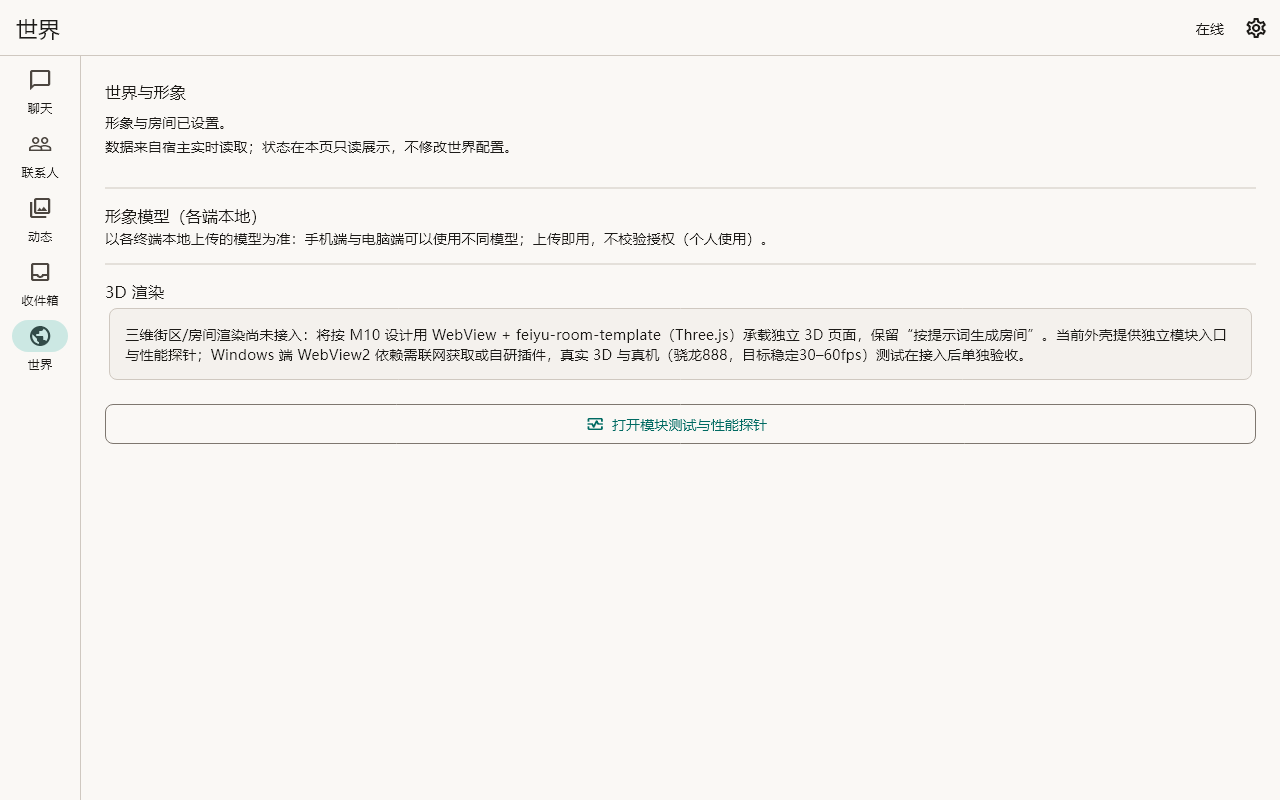 世界
在线
聊天
联系人
动态
收件箱
世界
世界与形象
形象与房间已设置。
数据来自宿主实时读取；状态在本页只读展示，不修改世界配置。
形象模型（各端本地）
以各终端本地上传的模型为准：手机端与电脑端可以使用不同模型；上传即用，不校验授权（个人使用）。
3D 渲染
三维街区/房间渲染尚未接入：将按 M10 设计用 WebView + feiyu-room-template（Three.js）承载独立 3D 页面，保留“按提示词生成房间”。当前外壳提供独立模块入口
与性能探针；Windows 端 WebView2 依赖需联网获取或自研插件，真实 3D 与真机（骁龙888，目标稳定30–60fps）测试在接入后单独验收。
打开模块测试与性能探针